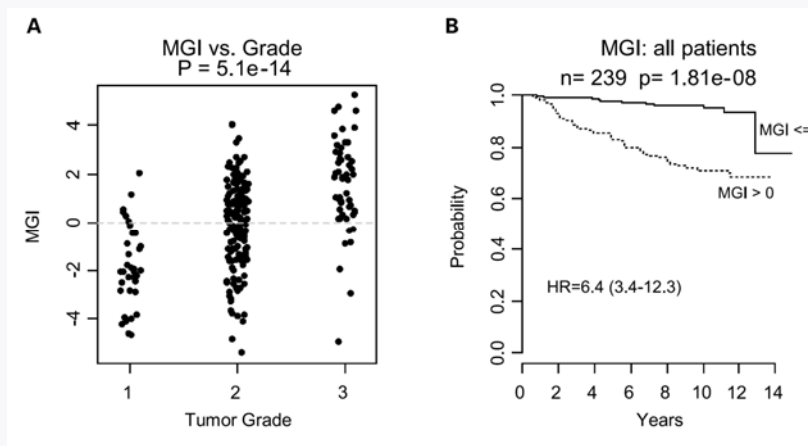 A
MGI vs. Grade
P = 5.1e-14
MGI
4
2
0
-2
-4
1
2
3
Tumor Grade
B
MGI: all patients
n= 239 p= 1.81e-08
Probability
1.0
0.8
0.6
0.4
0.2
0.0
MGI <=
MGI > 0
HR=6.4 (3.4-12.3)
0 2 4 6 8 10 12 14
Years